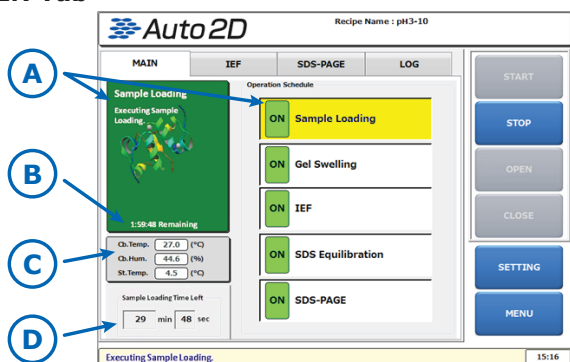 Auto2D
Recipe Name : pH3-10
MAIN
IEF
SDS-PAGE
LOG
A
Sample Loading
Executing Sample
Loading.
B
1:59:48 Remaining
C
Cb.Temp. 27.0 (°C)
Cb.Hum. 44.6 (%)
St.Temp. 4.5 (°C)
D
Sample Loading Time Left
29 min 48 sec
Operation Schedule
ON Sample Loading
ON Gel Swelling
ON IEF
ON SDS Equilibration
ON SDS-PAGE
START
STOP
OPEN
CLOSE
SETTING
MENU
Executing Sample Loading.
15:16